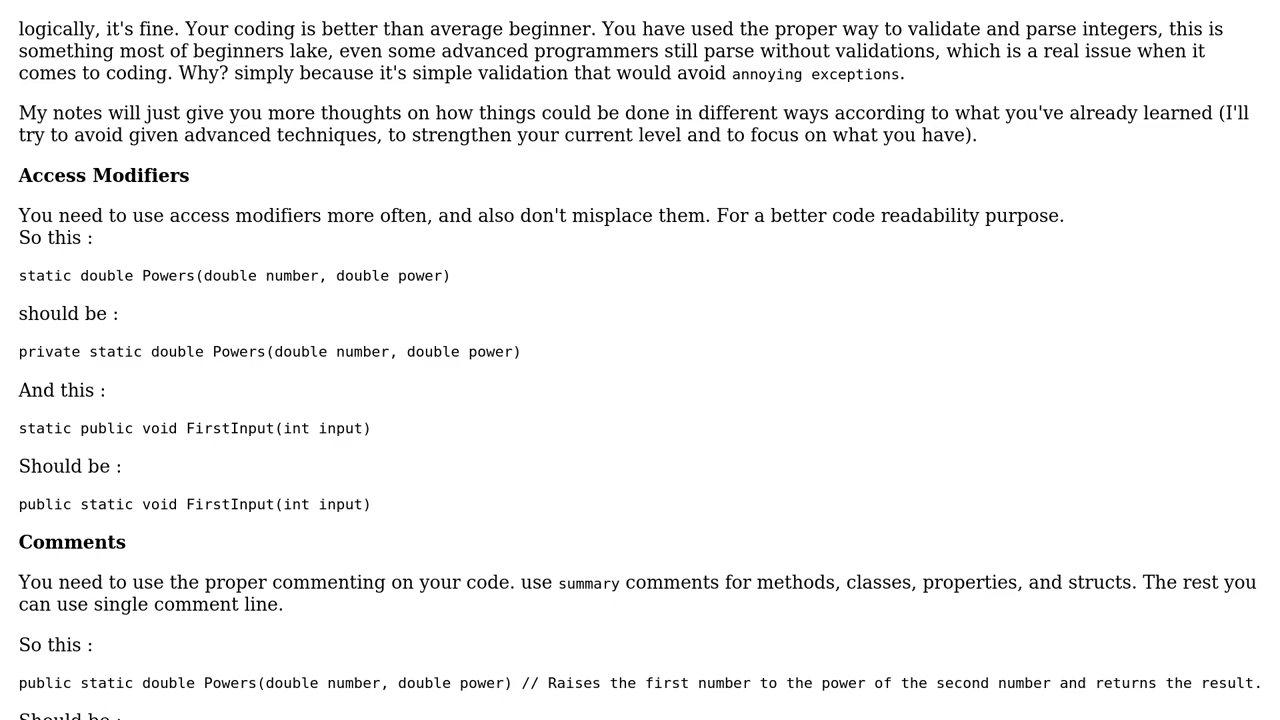 logically, it's fine. Your coding is better than average beginner. You have used the proper way to validate and parse integers, this is
something most of beginners lake, even some advanced programmers still parse without validations, which is a real issue when it
comes to coding. Why? simply because it's simple validation that would avoid annoying exceptions.
My notes will just give you more thoughts on how things could be done in different ways according to what you've already learned (I'll
try to avoid given advanced techniques, to strengthen your current level and to focus on what you have).
Access Modifiers
You need to use access modifiers more often, and also don't misplace them. For a better code readability purpose.
So this :
static double Powers(double number, double power)
should be :
private static double Powers(double number, double power)
And this :
static public void FirstInput(int input)
Should be :
public static void FirstInput(int input)
Comments
You need to use the proper commenting on your code. use summary comments for methods, classes, properties, and structs. The rest you
can use single comment line.
So this :
public static double Powers(double number, double power) // Raises the first number to the power of the second number and returns the result.
Should be :